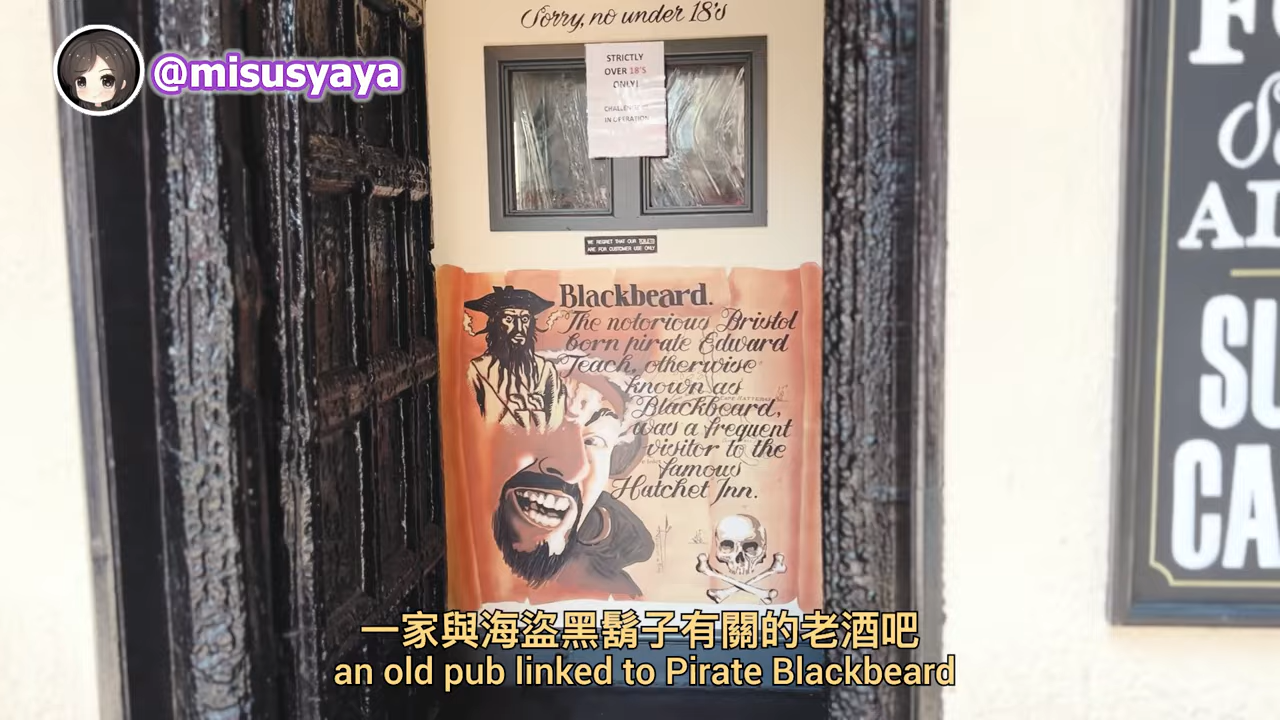 Sorry, no under 18's
@misusyaya
STRICTLY
OVER 18'S
ONLY!
IN OPERATION
WE REGRET THAT OUR TOILETS
ARE FOR CUSTOMER USE ONLY
Blackbeard.
The notorious Bristol
born pirate Edward
Teach, otherwise
known as
Blackbeard,
was a frequent
visitor to the
famous
Hatchet Inn.
一家與海盜黑鬍子有關的老酒吧
an old pub linked to Pirate Blackbeard